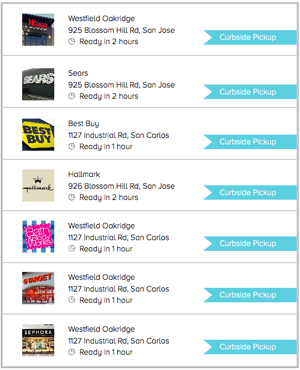 Westfield Oakridge
925 Blossom Hill Rd, San Jose
Ready in 2 hours
Curbside Pickup
SEARS
Sears
925 Blossom Hill Rd, San Jose
Ready in 2 hours
Curbside Pickup
BEST
BUY
Best Buy
1127 Industrial Rd, San Carlos
Ready in 1 hour
Curbside Pickup
Hallmark
Hallmark
926 Blossom Hill Rd, San Jose
Ready in 2 hours
Curbside Pickup
Bath
Body
Works
Westfield Oakridge
1127 Industrial Rd, San Carlos
Ready in 1 hour
Curbside Pickup
TARGET
Westfield Oakridge
1127 Industrial Rd, San Carlos
Ready in 1 hour
Curbside Pickup
SEPHORA
Westfield Oakridge
1127 Industrial Rd, San Carlos
Ready in 1 hour
Curbside Pickup